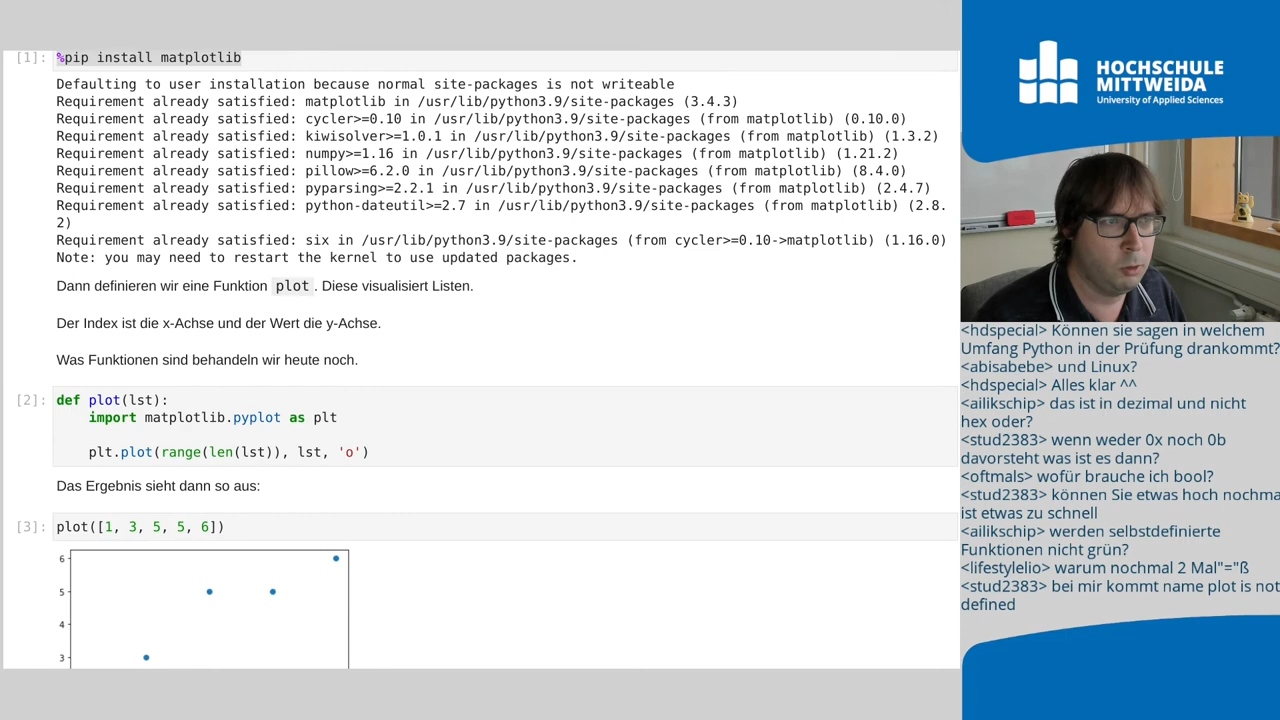 [1]: %pip install matplotlib
Defaulting to user installation because normal site-packages is not writeable
Requirement already satisfied: matplotlib in /usr/lib/python3.9/site-packages (3.4.3)
Requirement already satisfied: cycler>=0.10 in /usr/lib/python3.9/site-packages (from matplotlib) (0.10.0)
Requirement already satisfied: kiwisolver>=1.0.1 in /usr/lib/python3.9/site-packages (from matplotlib) (1.3.2)
Requirement already satisfied: numpy>=1.16 in /usr/lib/python3.9/site-packages (from matplotlib) (1.21.2)
Requirement already satisfied: pillow>=6.2.0 in /usr/lib/python3.9/site-packages (from matplotlib) (8.4.0)
Requirement already satisfied: pyparsing>=2.2.1 in /usr/lib/python3.9/site-packages (from matplotlib) (2.4.7)
Requirement already satisfied: python-dateutil>=2.7 in /usr/lib/python3.9/site-packages (from matplotlib) (2.8.
2)
Requirement already satisfied: six in /usr/lib/python3.9/site-packages (from cycler>=0.10->matplotlib) (1.16.0)
Note: you may need to restart the kernel to use updated packages.
Dann definieren wir eine Funktion plot . Diese visualisiert Listen.
Der Index ist die x-Achse und der Wert die y-Achse.
Was Funktionen sind behandeln wir heute noch.
[2]: def plot(lst):
    import matplotlib.pyplot as plt
    plt.plot(range(len(lst)), lst, 'o')
Das Ergebnis sieht dann so aus:
[3]: plot([1, 3, 5, 5, 6])
6
5
4
3
HOCHSCHULE
MITTWEIDA
University of Applied Sciences
<hdspecial> Können sie sagen in welchem
Umfang Python in der Prüfung drankommt?
<abisabebe> und Linux?
<hdspecial> Alles klar ^^
<ailikschip> das ist in dezimal und nicht
hex oder?
<stud2383> wenn weder 0x noch 0b
davorsteht was ist es dann?
<oftmals> wofür brauche ich bool?
<stud2383> können Sie etwas hoch nochma
ist etwas zu schnell
<ailikschip> werden selbstdefinierte
Funktionen nicht grün?
<lifestylelio> warum nochmal 2 Mal"="ß
<stud2383> bei mir kommt name plot is not
defined